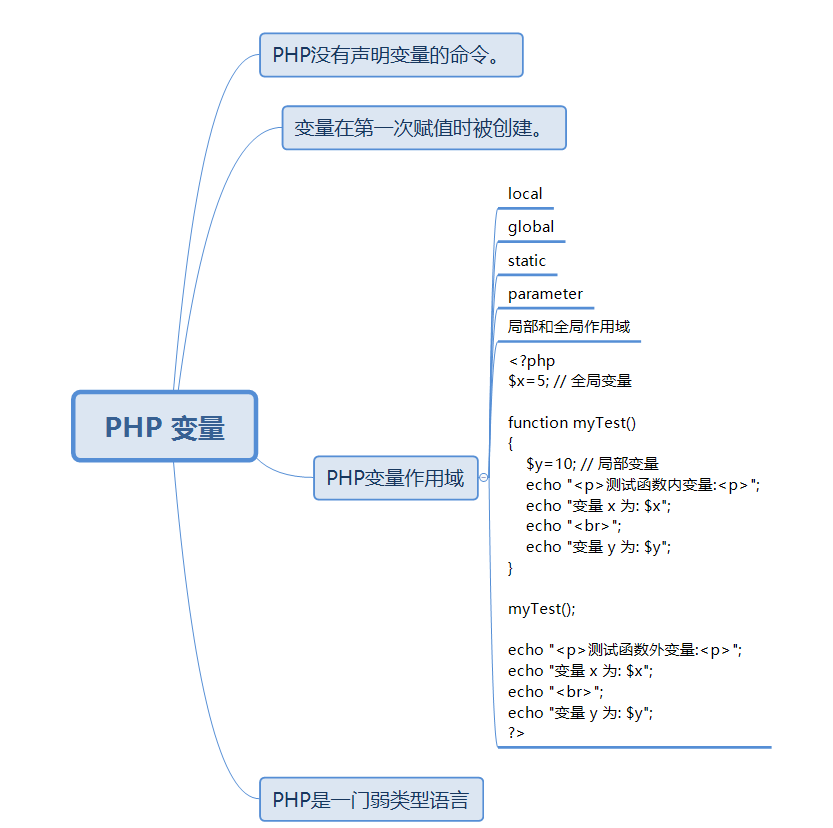 PHP没有声明变量的命令。
变量在第一次赋值时被创建。
local
global
static
parameter
局部和全局作用域
<?php
$x=5; // 全局变量
function myTest()
{
$y=10; // 局部变量
echo "<p>测试函数内变量:<p>";
echo "变量 x 为: $x";
echo "<br>";
echo "变量 y 为: $y";
}
myTest();
echo "<p>测试函数外变量:<p>";
echo "变量 x 为: $x";
echo "<br>";
echo "变量 y 为: $y";
?>
PHP 变量
PHP变量作用域
PHP是一门弱类型语言